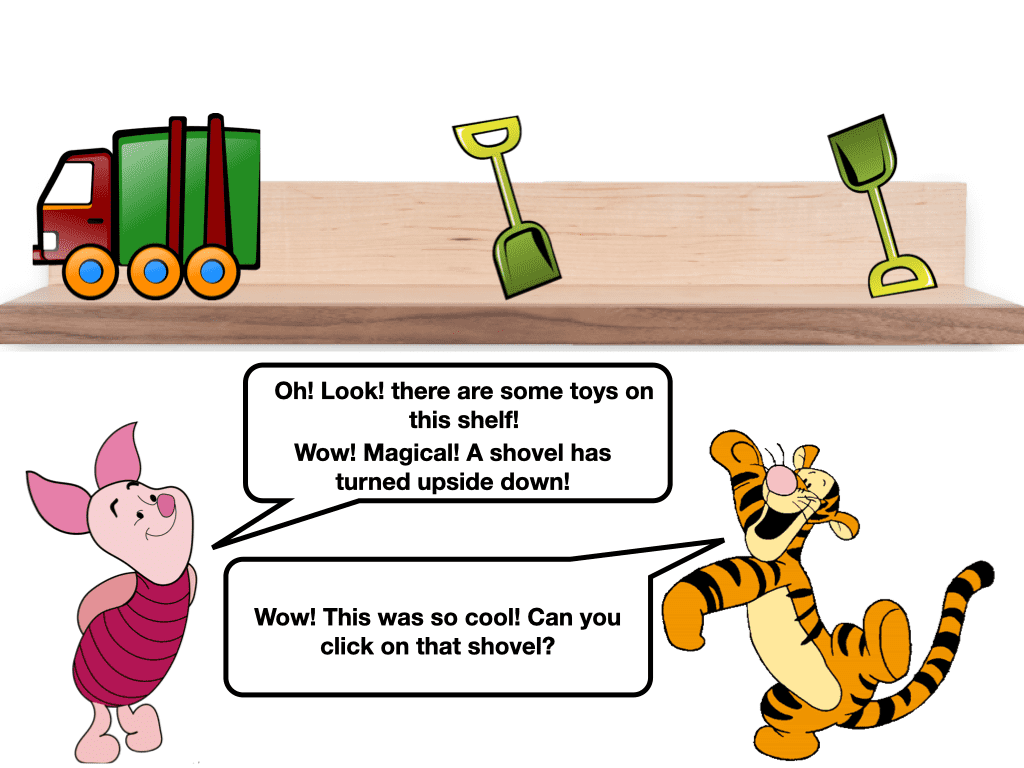 Oh! Look! there are some toys on
this shelf!
Wow! Magical! A shovel has
turned upside down!
Wow! This was so cool! Can you
click on that shovel?